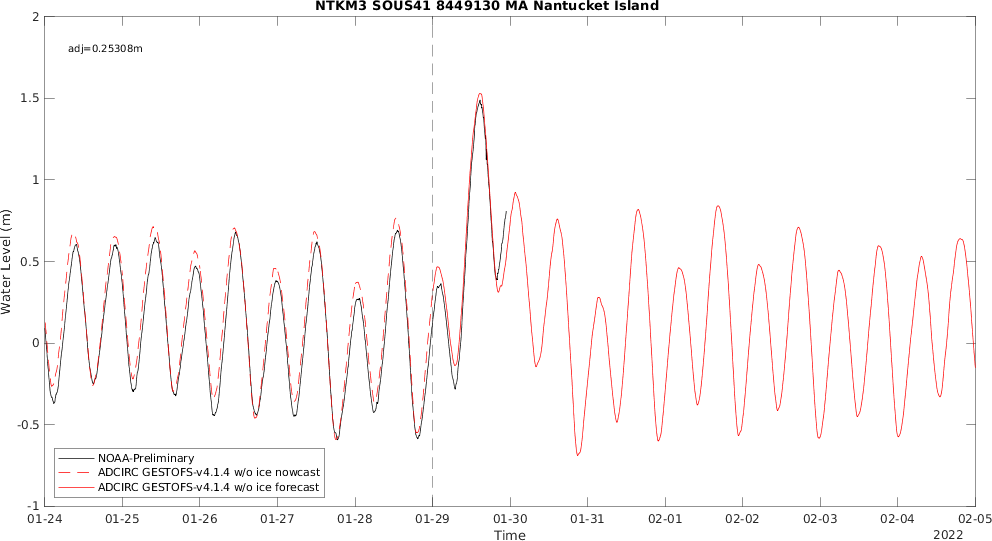 NTKM3 SOUS41 8449130 MA Nantucket Island
adj=0.25308m
Water Level (m)
2
1.5
1
0.5
0
-0.5
-1
NOAA-Preliminary
ADCIRC GESTOFS-v4.1.4 w/o ice nowcast
ADCIRC GESTOFS-v4.1.4 w/o ice forecast
01-24 01-25 01-26 01-27 01-28 01-29 01-30 01-31 02-01 02-02 02-03 02-04 02-05
Time
2022